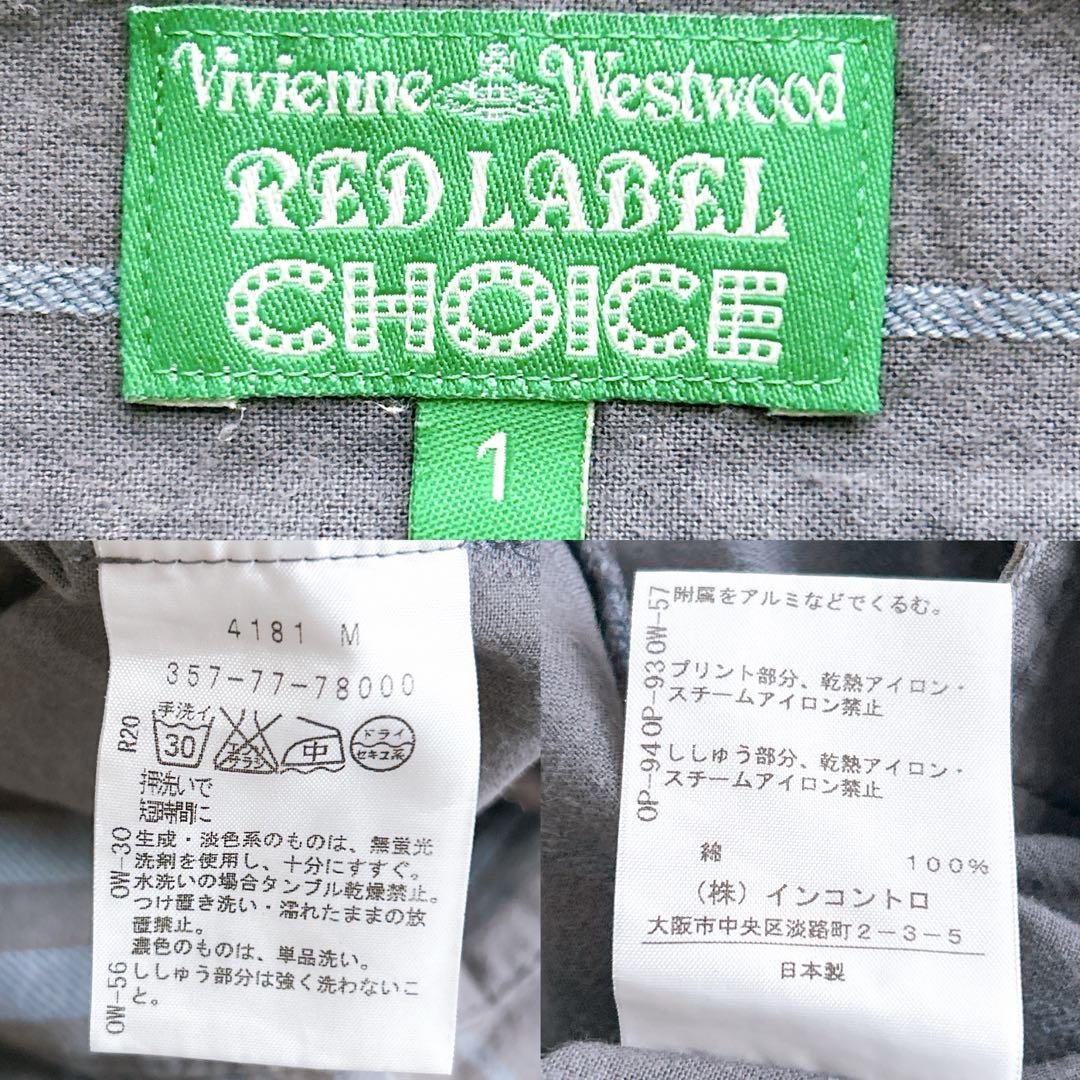 Vivienne Westwood
RED LABEL
CHOICE
1
4181 M
357-77-78000
R20
手洗イ
30
エンソサラシ
中
ドライ
セキユ系
押洗いで
短時間に
OW-30
生成・淡色系のものは、無蛍光
洗剤を使用し、十分にすすぐ。
水洗いの場合タンブル乾燥禁止。
つけ置き洗い・濡れたままの放
置禁止。
濃色のものは、単品洗い。
OW-56
ししゅう部分は強く洗わないこ
と。
OW-57
附属をアルミなどでくるむ。
OP-93
プリント部分、乾熱アイロン・
スチームアイロン禁止
OP-94
ししゅう部分、乾熱アイロン・
スチームアイロン禁止
綿 100%
（株）インコントロ
大阪市中央区淡路町2-3-5
日本製